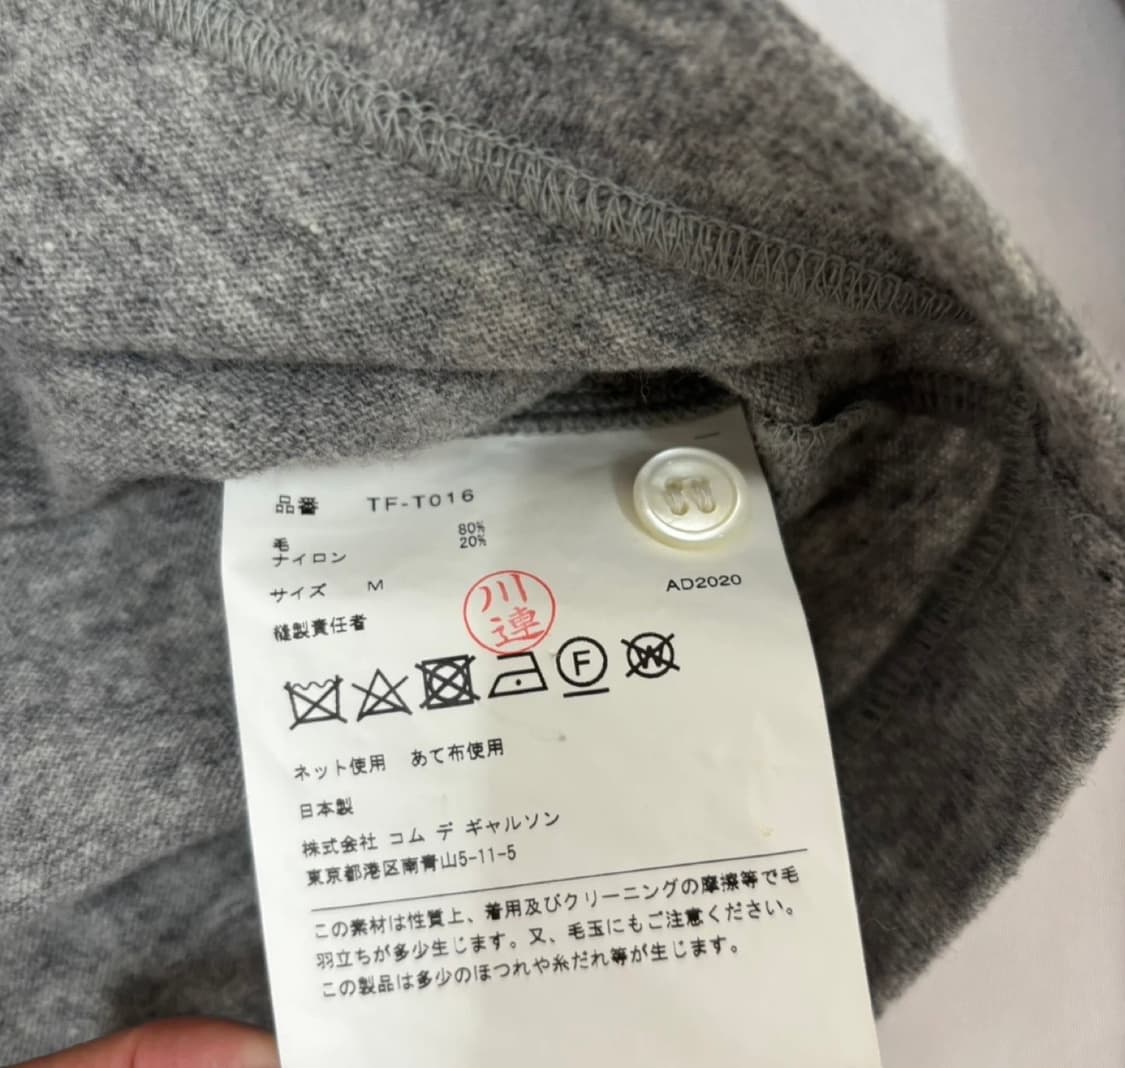 品番 TF-T016
毛 80%
ナイロン 20%
サイズ M
AD2020
縫製責任者 川連
F W
ネット使用 あて布使用
日本製
株式会社 コム デ ギャルソン
東京都港区南青山5-11-5
この素材は性質上、着用及びクリーニングの摩擦等で毛
羽立ちが多少生じます。又、毛玉にもご注意ください。
この製品は多少のほつれや糸だれ等が生じます。